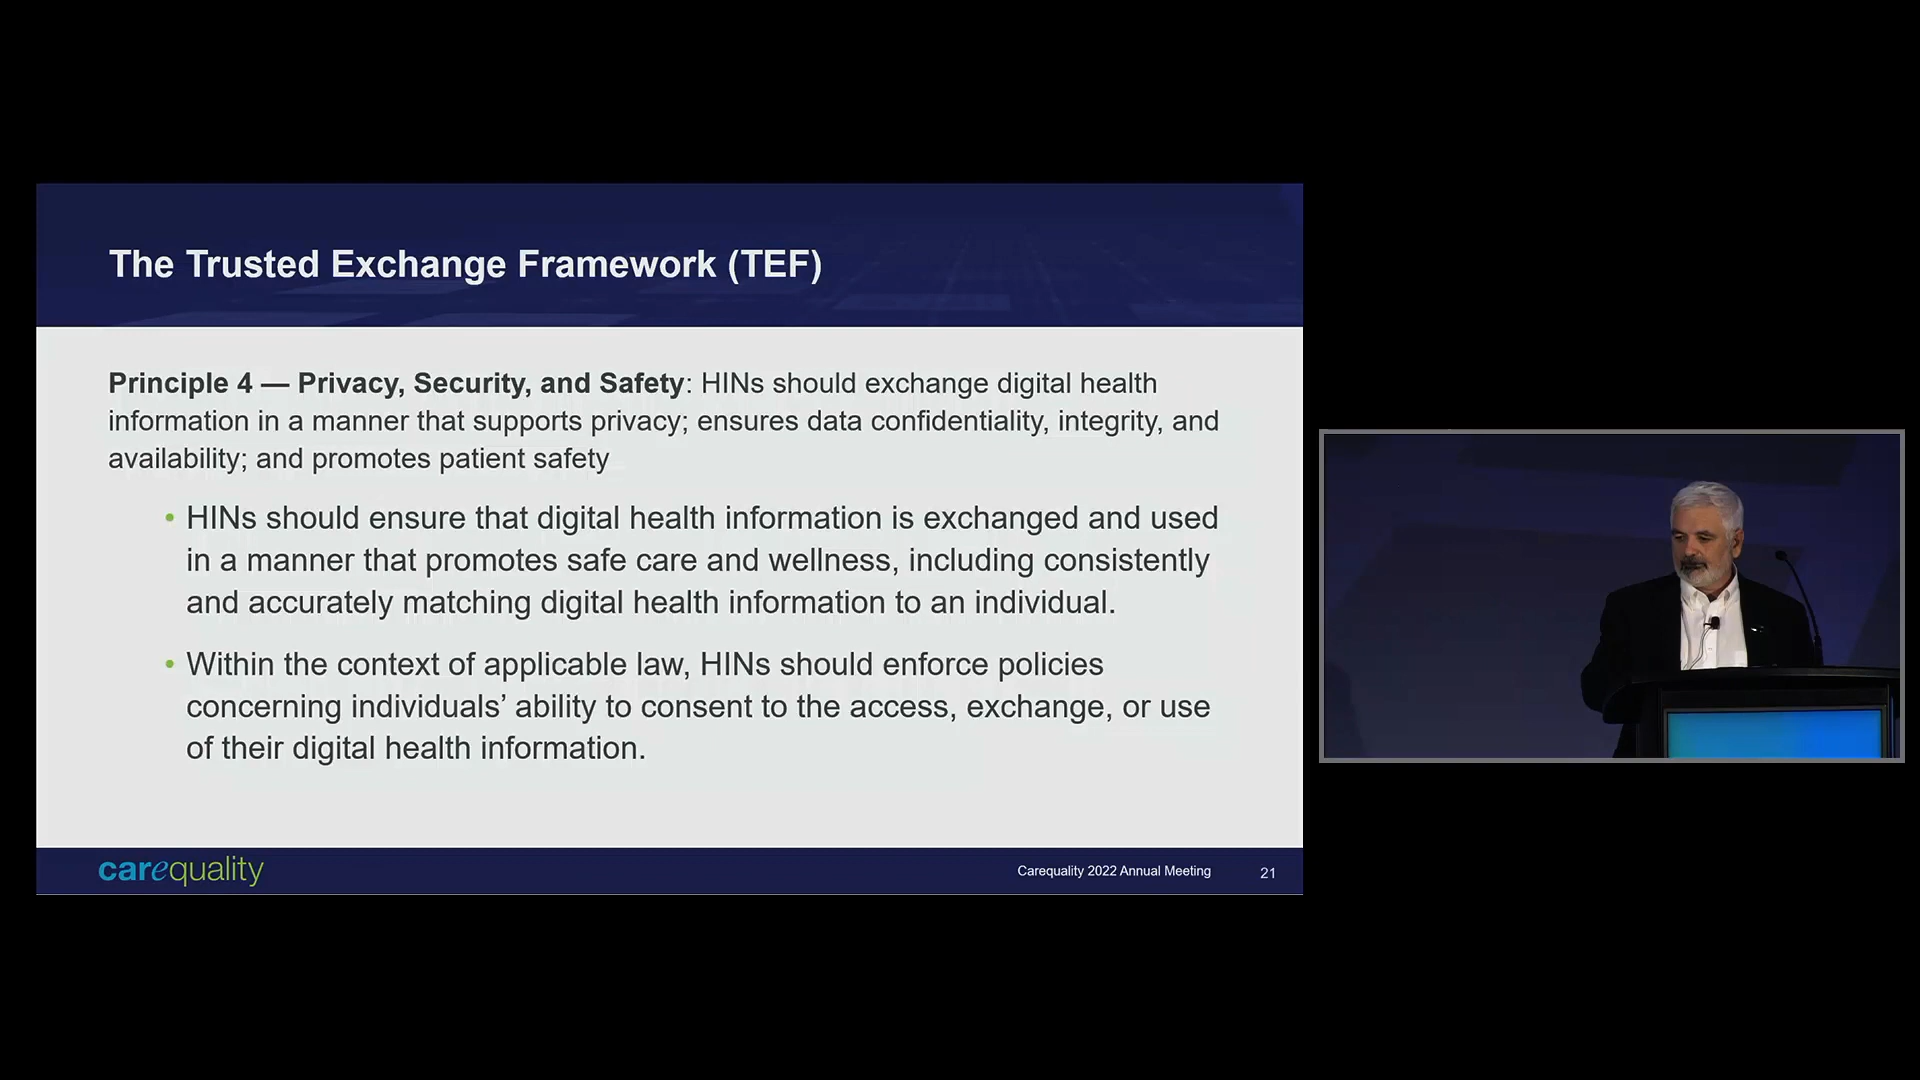 The Trusted Exchange Framework (TEF)
Principle 4 — Privacy, Security, and Safety: HINs should exchange digital health
information in a manner that supports privacy; ensures data confidentiality, integrity, and
availability; and promotes patient safety
• HINs should ensure that digital health information is exchanged and used
in a manner that promotes safe care and wellness, including consistently
and accurately matching digital health information to an individual.
• Within the context of applicable law, HINs should enforce policies
concerning individuals’ ability to consent to the access, exchange, or use
of their digital health information.
carequality
Carequality 2022 Annual Meeting
21